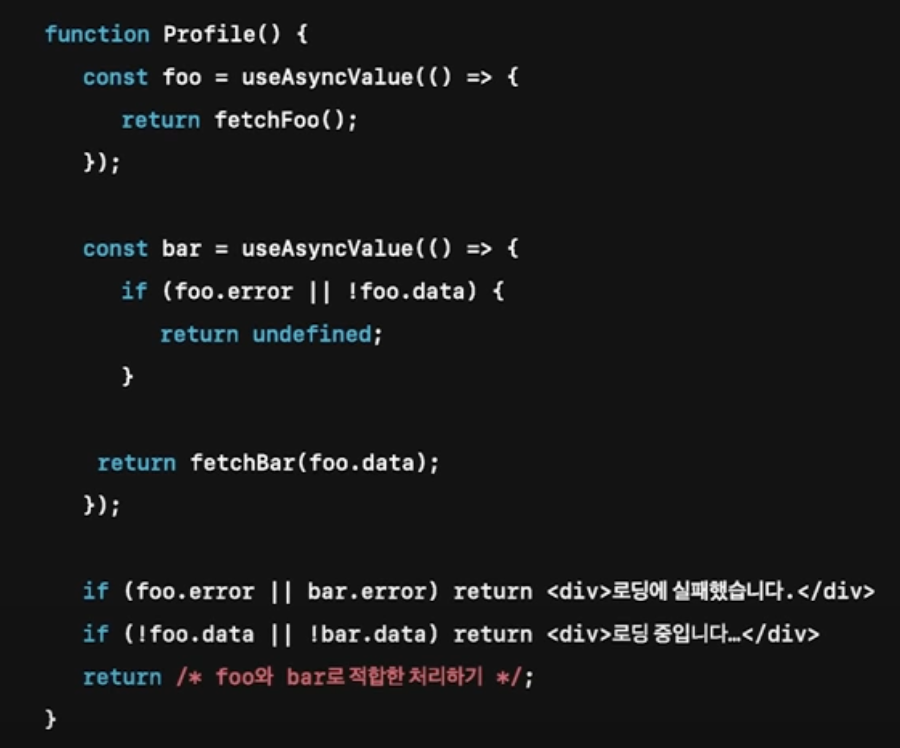 function Profile() {
const foo = useAsyncValue(() => {
return fetchFoo();
});
const bar = useAsyncValue(() => {
if (foo.error || !foo.data) {
return undefined;
}
return fetchBar(foo.data);
});
if (foo.error || bar.error) return <div>로딩에 실패했습니다.</div>
if (!foo.data || !bar.data) return <div>로딩 중입니다…</div>
return /* foo와 bar로 적합한 처리하기 */;
}